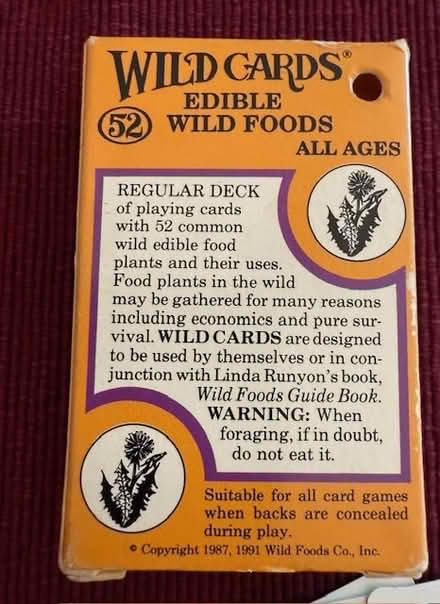 WILD CARDS®
EDIBLE
52 WILD FOODS
ALL AGES
REGULAR DECK
of playing cards
with 52 common
wild edible food
plants and their uses.
Food plants in the wild
may be gathered for many reasons
including economics and pure sur-
vival. WILD CARDS are designed
to be used by themselves or in con-
junction with Linda Runyon's book,
Wild Foods Guide Book.
WARNING: When
foraging, if in doubt,
do not eat it.
Suitable for all card games
when backs are concealed
during play.
© Copyright 1987, 1991 Wild Foods Co., Inc.